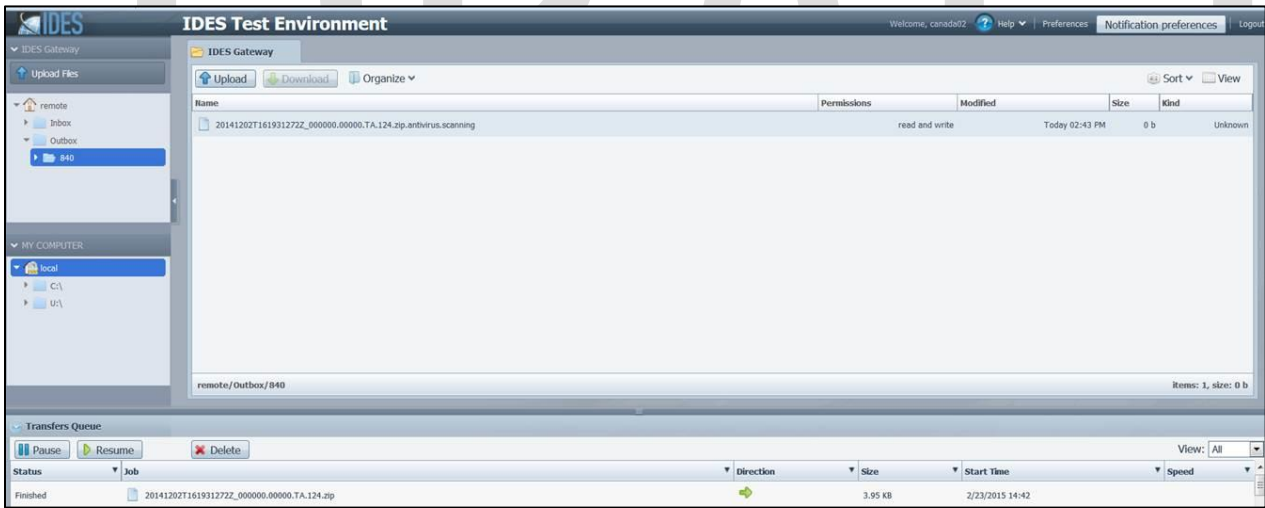 IDES
IDES Test Environment
Welcome, canada02 ? Help Preferences Notification preferences Logout
IDES Gateway
IDES Gateway
Upload Files
Upload Download Organize Sort View
remote
Inbox
Outbox
840
Name Permissions Modified Size Kind
20141202T161931272Z_000000.00000.TA.124.zip.antivirus.scanning read and write Today 02:43 PM 0 b Unknown
MY COMPUTER
local
C:\
U:\
remote/Outbox/840 items: 1, size: 0 b
Transfers Queue
Pause Resume Delete View: All
Status Job Direction Size Start Time Speed
Finished 20141202T161931272Z_000000.00000.TA.124.zip 3.95 KB 2/23/2015 14:42